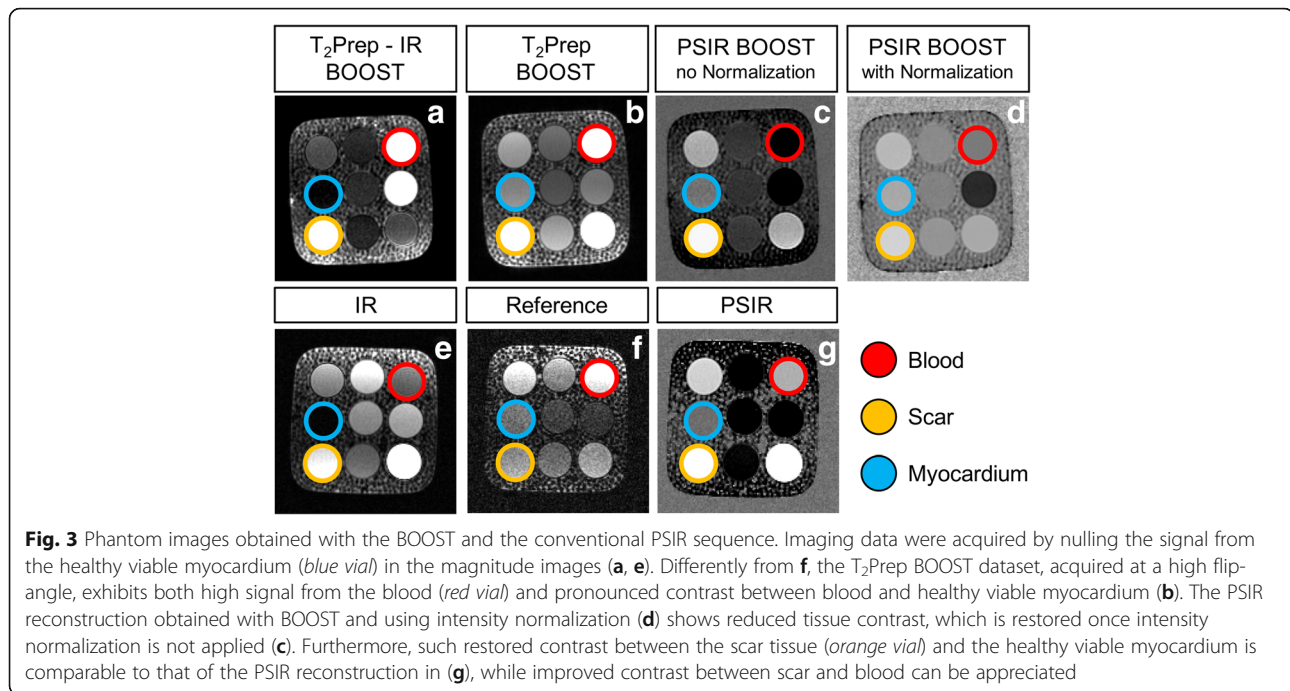 T₂Prep - IR
BOOST
T₂Prep
BOOST
PSIR BOOST
no Normalization
PSIR BOOST
with Normalization
a
b
c
d
IR
Reference
PSIR
e
f
g
Blood
Scar
Myocardium
Fig. 3 Phantom images obtained with the BOOST and the conventional PSIR sequence. Imaging data were acquired by nulling the signal from
the healthy viable myocardium (blue vial) in the magnitude images (a, e). Differently from f, the T₂Prep BOOST dataset, acquired at a high flip-
angle, exhibits both high signal from the blood (red vial) and pronounced contrast between blood and healthy viable myocardium (b). The PSIR
reconstruction obtained with BOOST and using intensity normalization (d) shows reduced tissue contrast, which is restored once intensity
normalization is not applied (c). Furthermore, such restored contrast between the scar tissue (orange vial) and the healthy viable myocardium is
comparable to that of the PSIR reconstruction in (g), while improved contrast between scar and blood can be appreciated